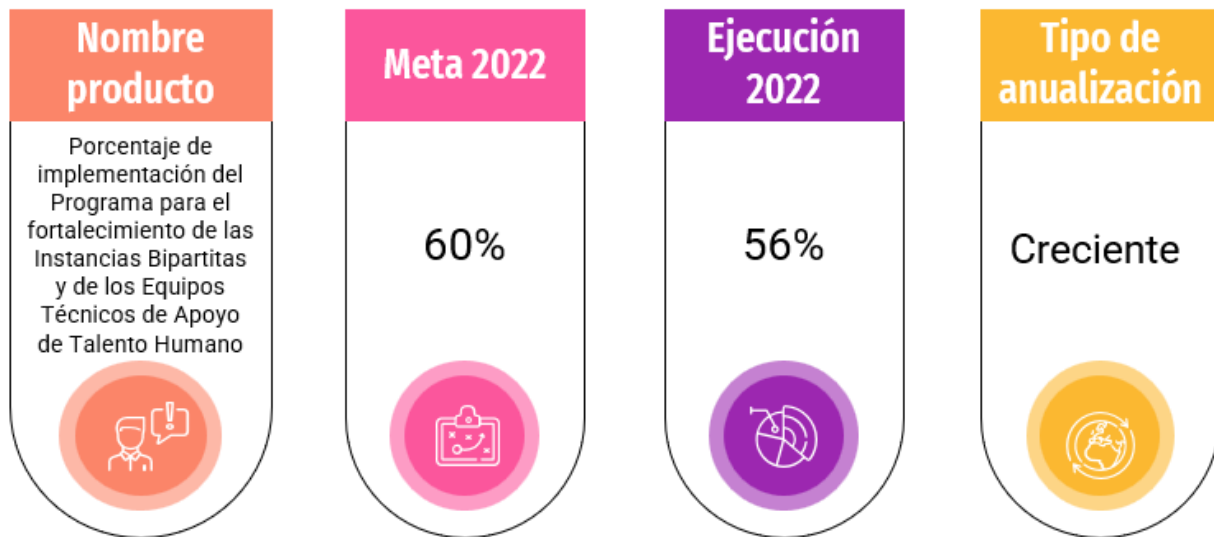 Nombre
producto
Porcentaje de
implementación del
Programa para el
fortalecimiento de las
Instancias Bipartitas
y de los Equipos
Técnicos de Apoyo
de Talento Humano
Meta 2022
60%
Ejecución
2022
56%
Tipo de
anualización
Creciente